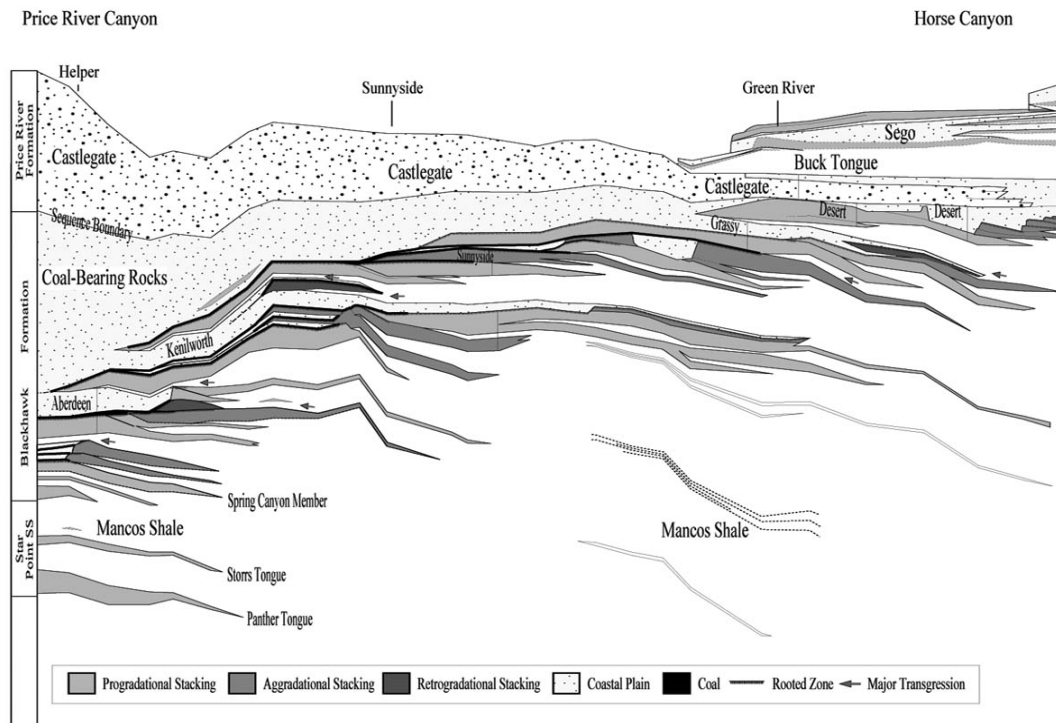 Price River Canyon
Horse Canyon
Helper
Sunnyside
Green River
Price River
Formation
Castlegate
Castlegate
Castlegate
Sego
Buck Tongue
Sequence Boundary
Desert
Desert
Grassy
Sunnyside
Coal-Bearing Rocks
Kenilworth
Aberdeen
Blackhawk
Formation
Spring Canyon Member
Star
Point SS
Mancos Shale
Mancos Shale
Storrs Tongue
Panther Tongue
Progradational Stacking
Aggradational Stacking
Retrogradational Stacking
Coastal Plain
Coal
Rooted Zone
Major Transgression